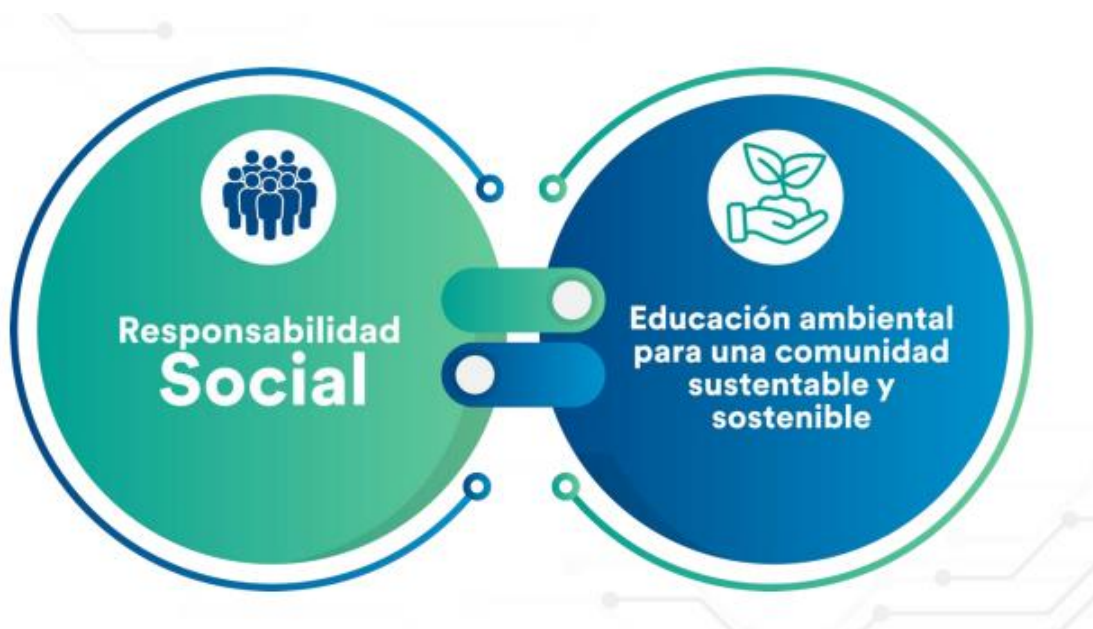 Responsabilidad
Social
Educación ambiental
para una comunidad
sustentable y
sostenible